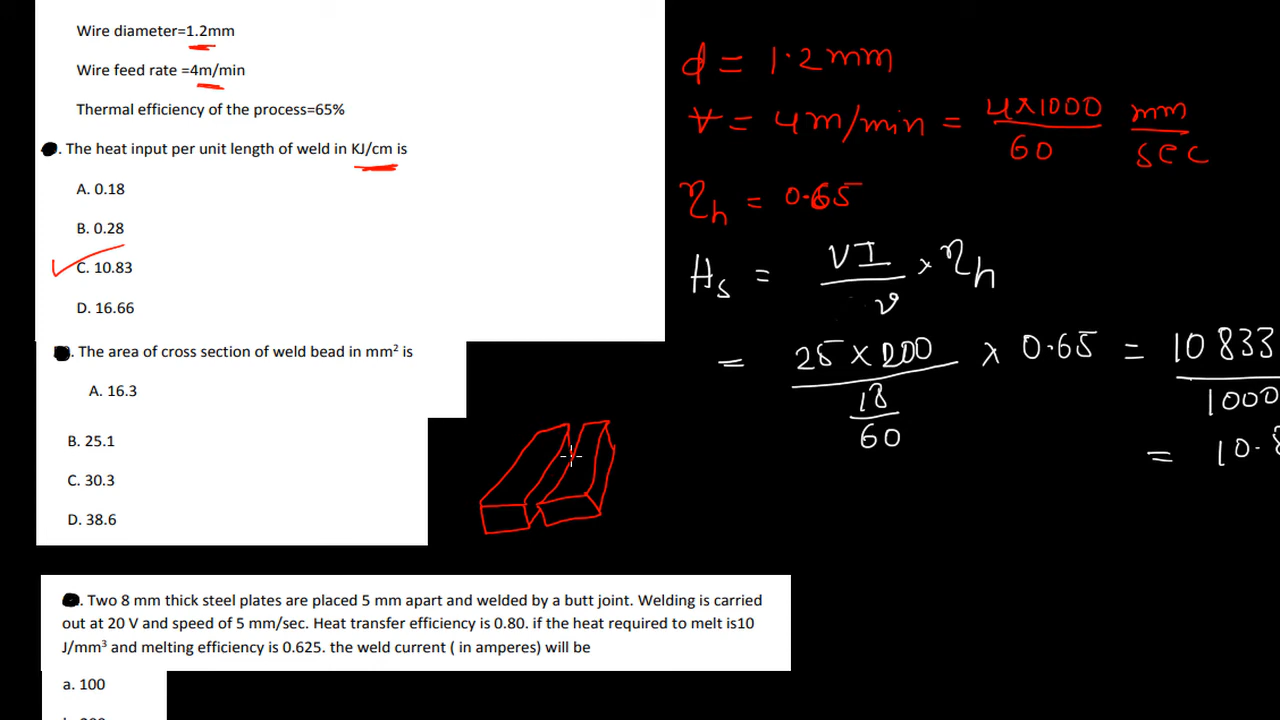 Wire diameter=1.2mm
Wire feed rate =4m/min
Thermal efficiency of the process=65%
. The heat input per unit length of weld in KJ/cm is
A. 0.18
B. 0.28
C. 10.83
D. 16.66
. The area of cross section of weld bead in mm² is
A. 16.3
B. 25.1
C. 30.3
D. 38.6
d = 1.2mm
V = 4m/min = 4×1000/60 mm/sec
ηh = 0.65
Hs = VI/v × ηh
= 25×200/(18/60) × 0.65 = 10833/1000
= 10.8
. Two 8 mm thick steel plates are placed 5 mm apart and welded by a butt joint. Welding is carried
out at 20 V and speed of 5 mm/sec. Heat transfer efficiency is 0.80. if the heat required to melt is10
J/mm³ and melting efficiency is 0.625. the weld current ( in amperes) will be
a. 100